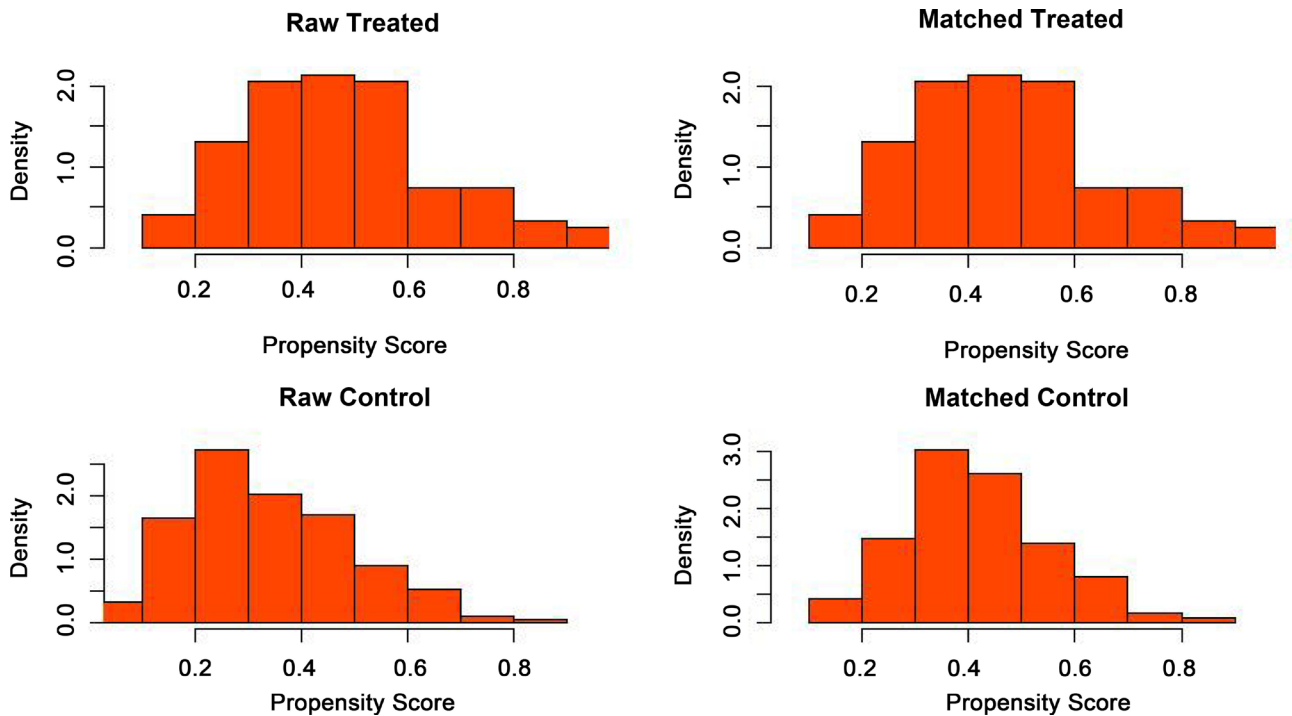 Raw Treated
Density
0.0 1.0 2.0
0.2 0.4 0.6 0.8
Propensity Score
Matched Treated
Density
0.0 1.0 2.0
0.2 0.4 0.6 0.8
Propensity Score
Raw Control
Density
0.0 1.0 2.0
0.2 0.4 0.6 0.8
Propensity Score
Matched Control
Density
0.0 1.0 2.0 3.0
0.2 0.4 0.6 0.8
Propensity Score